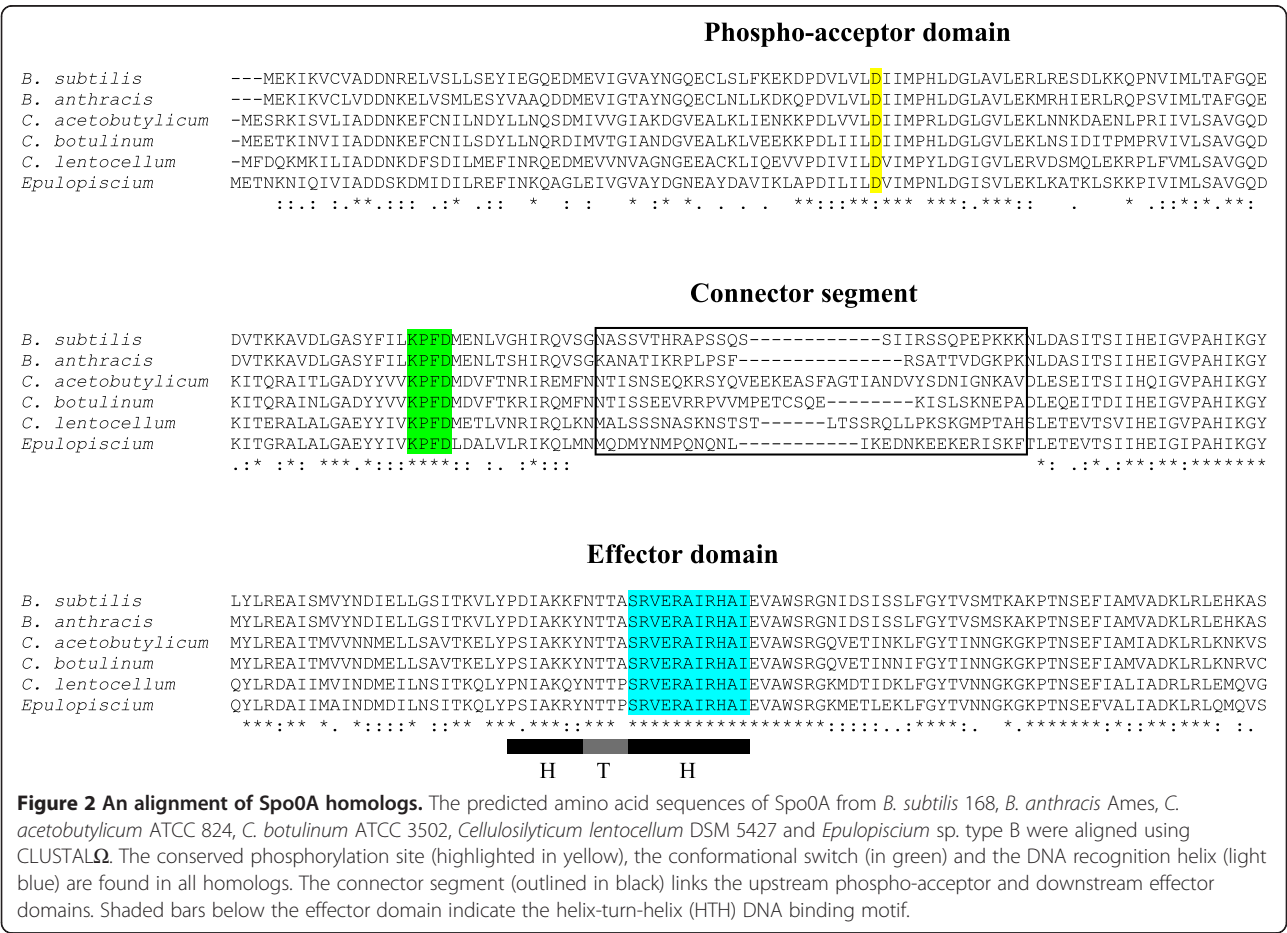 Phospho-acceptor domain
B. subtilis ---MEKIKVCVADDNRELVSLLSEYIEGQEDMEVIGVAYNGQECLSLFKEKDPDVLVLDIIMPHLDGLAVLERLRESDLKKQPNVIMLTAFGQE
B. anthracis ---MEKIKVCLVDDNKELVSMLESYVAAQDDMEVIGTAYNGQECLNLLKDKQPDVLVLDIIMPHLDGLAVLEKMRHIERLRQPSVIMLTAFGQE
C. acetobutylicum -MESRKISVLIADDNKEFCNILNDYLLNQSDMIVVGIAKDGVEALKLIENKKPDLVVLDIIMPRLDGLGVLEKLNNKDAENLPRIIVLSAVGQD
C. botulinum -MEETKINVIIADDNKEFCNILSDYLLNQRDIMVTGIANDGVEALKLVEEKKPDLIILDIIMPHLDGLGVLEKLNSIDITPMPRIVVLSAVGQD
C. lentocellum -MFDQKMKILIADDNKDFSDILMEFINRQEDMEVVNVAGNGEEACKLIQEVVPDIVILDVIMPYLDGIGVLERVDSMQLEKRPLFVMLSAVGQD
Epulopiscium METNKNIQIVIADDSKDMIDILREFINKQAGLEIVGVAYDGNEAYDAVIKLAPDILILDVIMPNLDGISVLEKLKATKLSKKPIVIMLSAVGQD
::.: :.**.::: .:* .:: * : : * :* . . . **:::**:*** ***:.***:: . * .::*:*.**:
Connector segment
B. subtilis DVTKKAVDLGASYFILKPFDMENLVGHIRQVSGNASSVTHRAPSSQS------------SIIRSSQPEPKKKNLDASITSIIHEIGVPAHIKGY
B. anthracis DVTKKAVDLGASYFILKPFDMENLTSHIRQVSGKANATIKRPLPSF---------------RSATTVDGKPKNLDASITSIIHEIGVPAHIKGY
C. acetobutylicum KITQRAITLGADYYVVKPFDMDVFTNRIREMFNNTISNSEQKRSYQVEEKEASFAGTIANDVYSDNIGNKAVDLESEITSIIHQIGVPAHIKGY
C. botulinum KITQRAINLGADYYVVKPFDMDVFTKRIRQMFNNTISSEEVRRPVVMPETCSQE--------KISLSKNEPADLEQEITDIIHEIGVPAHIKGY
C. lentocellum KITERALALGAEYYIVKPFDMETLVNRIRQLKNMALSSSNASKNSTST------LTSSRQLLPKSKGMPTAHSLETEVTSVIHEIGVPAHIKGY
Epulopiscium KITGRALALGAEYYIVKPFDLDALVLRIKQLMNMQDMYNMPQNQNL-----------IKEDNKEEKERISKFTLETEVTSIIHEIGIPAHIKGY
.:* :*: ***.*:::****:: :. :*::: *: .:*.:**:**:*******
Effector domain
B. subtilis LYLREAISMVYNDIELLGSITKVLYPDIAKKFNTTASRVERAIRHAIEVAWSRGNIDSISSLFGYTVSMTKAKPTNSEFIAMVADKLRLEHKAS
B. anthracis MYLREAISMVYNDIELLGSITKVLYPDIAKKYNTTASRVERAIRHAIEVAWSRGNIDSISSLFGYTVSMSKAKPTNSEFIAMVADKLRLEHKAS
C. acetobutylicum MYLREAITMVVNNMELLSAVTKELYPSIAKKYNTTASRVERAIRHAIEVAWSRGQVETINKLFGYTINNGKGKPTNSEFIAMIADKLRLKNKVS
C. botulinum MYLREAITMVVNDMELLSAVTKELYPSIAKKYNTTASRVERAIRHAIEVAWSRGQVETINNIFGYTINNGKGKPTNSEFIAMVADKLRLKNRVC
C. lentocellum QYLRDAIIMVINDMEILNSITKQLYPNIAKQYNTTPSRVERAIRHAIEVAWSRGKMDTIDKLFGYTVNNGKGKPTNSEFIALIADRLRLEMQVG
Epulopiscium QYLRDAIIMAINDMDILNSITKQLYPSIAKRYNTTPSRVERAIRHAIEVAWSRGKMETLEKLFGYTVNNGKGKPTNSEFVALIADKLRLQMQVS
***:** *. *:::*:*.::** ***.***::*** ******************:::::..:****:. *.*******:*::**:***: :.
H T H
Figure 2 An alignment of Spo0A homologs. The predicted amino acid sequences of Spo0A from B. subtilis 168, B. anthracis Ames, C.
acetobutylicum ATCC 824, C. botulinum ATCC 3502, Cellulosilyticum lentocellum DSM 5427 and Epulopiscium sp. type B were aligned using
CLUSTALΩ. The conserved phosphorylation site (highlighted in yellow), the conformational switch (in green) and the DNA recognition helix (light
blue) are found in all homologs. The connector segment (outlined in black) links the upstream phospho-acceptor and downstream effector
domains. Shaded bars below the effector domain indicate the helix-turn-helix (HTH) DNA binding motif.